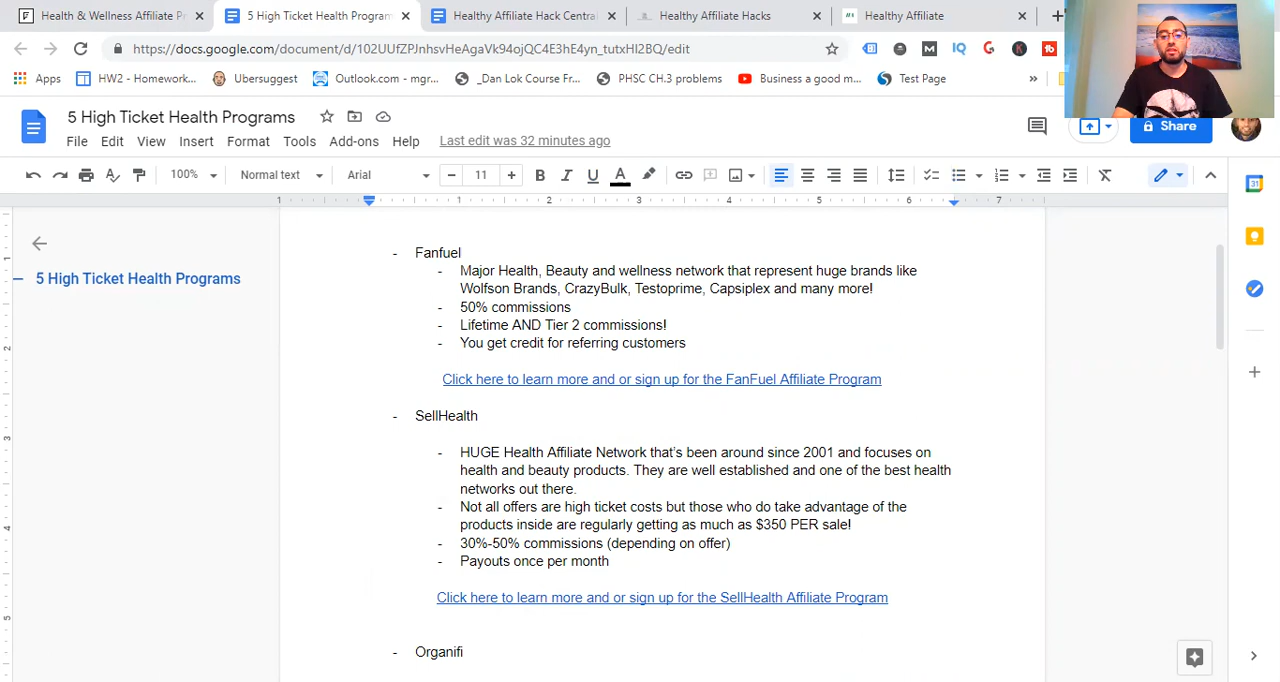 Health & Wellness Affiliate Pr
5 High Ticket Health Program
Healthy Affiliate Hack Centra
Healthy Affiliate Hacks
Healthy Affiliate
https://docs.google.com/document/d/102UUfZPJnhsvHeAgaVk94ojQC4E3hE4yn_tutxHl2BQ/edit
Apps
HW2 - Homework...
Ubersuggest
Outlook.com - mgr...
_Dan Lok Course Fr...
PHSC CH.3 problems
Business a good m...
Test Page
»
5 High Ticket Health Programs
File Edit View Insert Format Tools Add-ons Help Last edit was 32 minutes ago
Share
100% Normal text Arial 11
1 1 2 3 4 5 6 7
5 High Ticket Health Programs
- Fanfuel
- Major Health, Beauty and wellness network that represent huge brands like
Wolfson Brands, CrazyBulk, Testoprime, Capsiplex and many more!
- 50% commissions
- Lifetime AND Tier 2 commissions!
- You get credit for referring customers
Click here to learn more and or sign up for the FanFuel Affiliate Program
- SellHealth
- HUGE Health Affiliate Network that's been around since 2001 and focuses on
health and beauty products. They are well established and one of the best health
networks out there.
- Not all offers are high ticket costs but those who do take advantage of the
products inside are regularly getting as much as $350 PER sale!
- 30%-50% commissions (depending on offer)
- Payouts once per month
Click here to learn more and or sign up for the SellHealth Affiliate Program
- Organifi